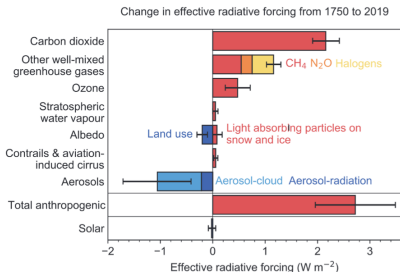 Change in effective radiative forcing from 1750 to 2019
Carbon dioxide
Other well-mixed
greenhouse gases
CH4 N2O Halogens
Ozone
Stratospheric
water vapour
Albedo
Land use
Light absorbing particles on
snow and ice
Contrails & aviation-
induced cirrus
Aerosols
Aerosol-cloud Aerosol-radiation
Total anthropogenic
Solar
−2 −1 0 1 2 3
Effective radiative forcing (W m−2)